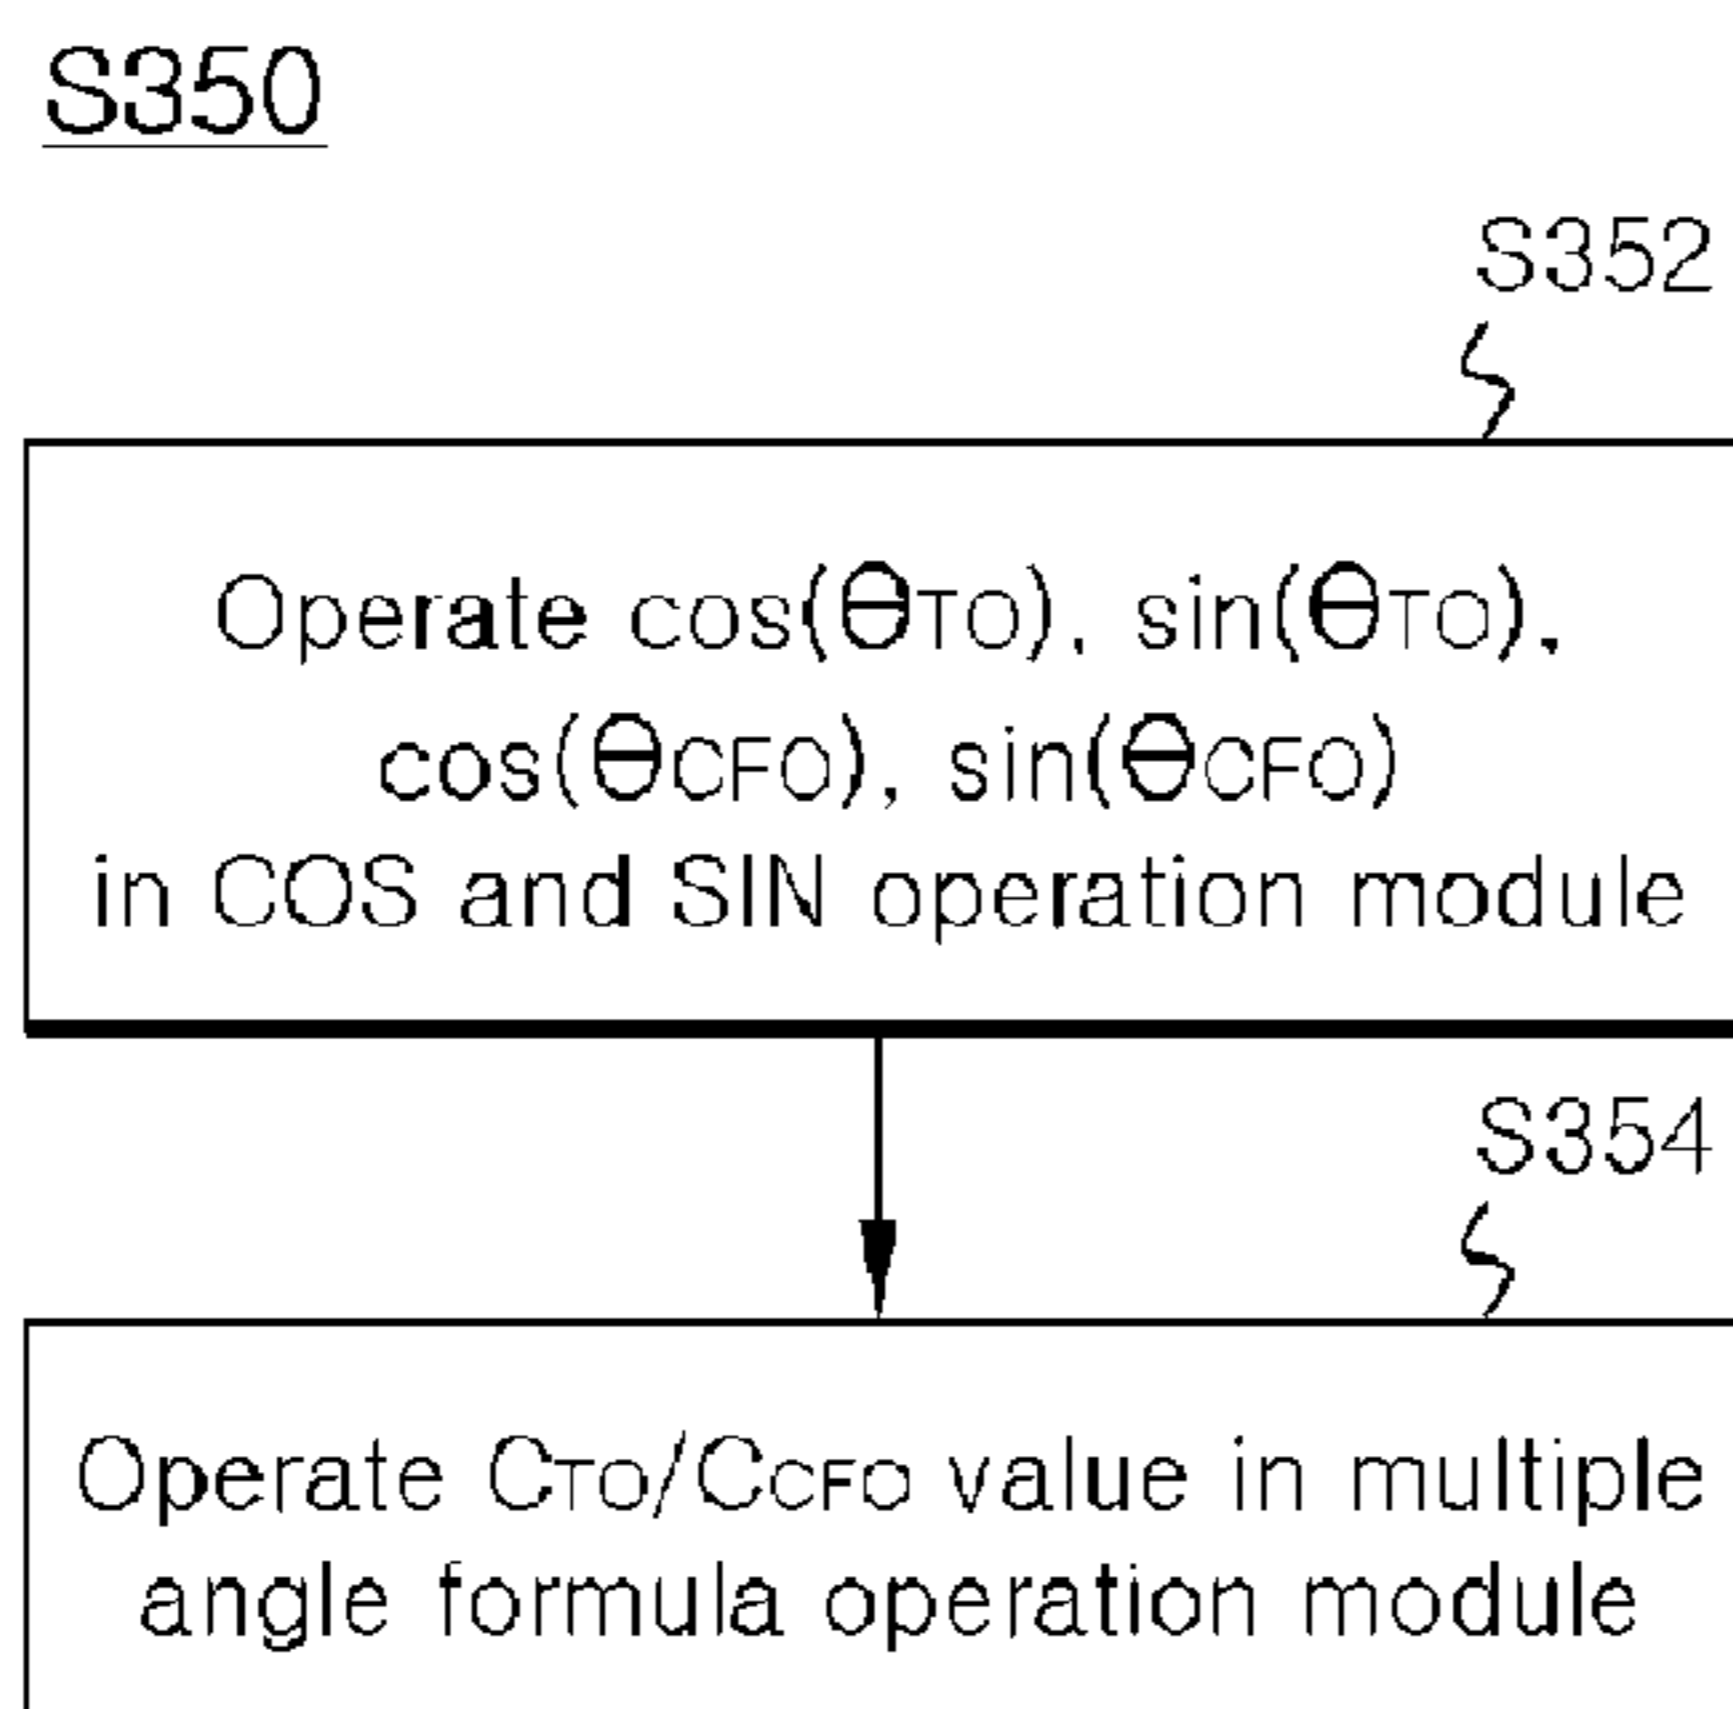 S350
S352
Operate cos(ΘTO), sin(ΘTO),
cos(ΘCFO), sin(ΘCFO)
in COS and SIN operation module
S354
Operate CTO/CCFO value in multiple
angle formula operation module